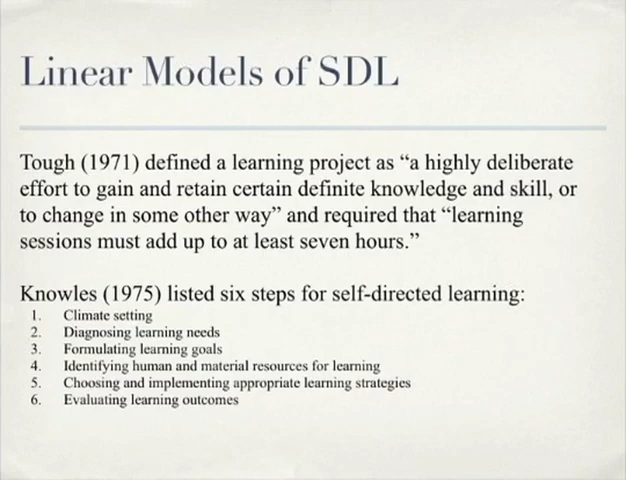 Linear Models of SDL
Tough (1971) defined a learning project as “a highly deliberate
effort to gain and retain certain definite knowledge and skill, or
to change in some other way” and required that “learning
sessions must add up to at least seven hours.”
Knowles (1975) listed six steps for self-directed learning:
1. Climate setting
2. Diagnosing learning needs
3. Formulating learning goals
4. Identifying human and material resources for learning
5. Choosing and implementing appropriate learning strategies
6. Evaluating learning outcomes